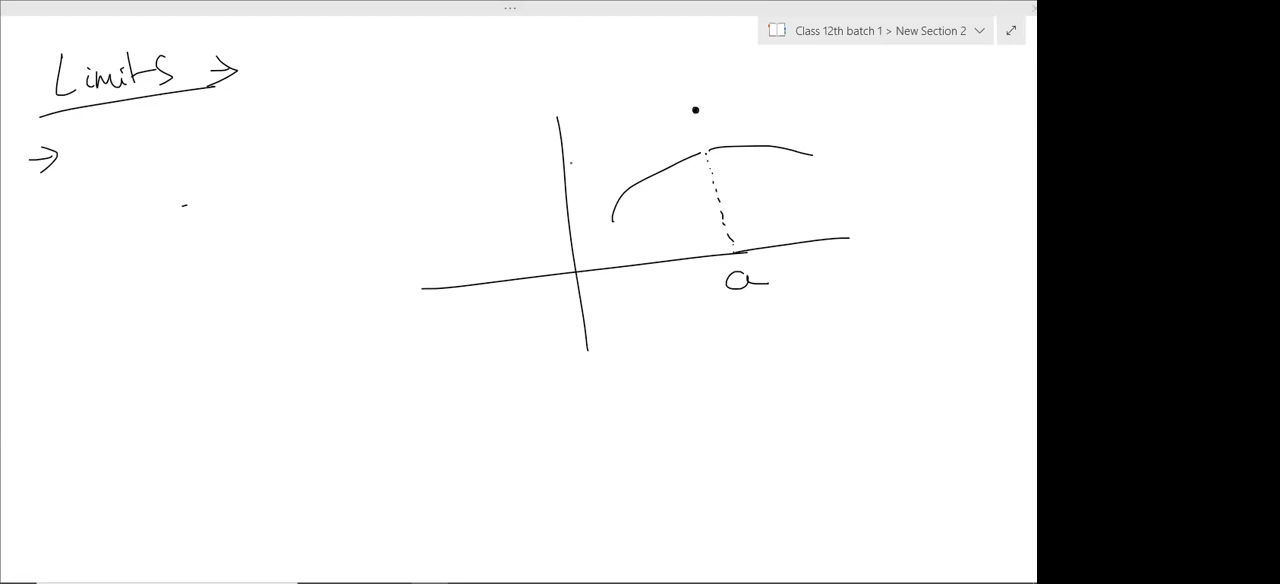 Class 12th batch 1 > New Section 2
Limits →
→
a